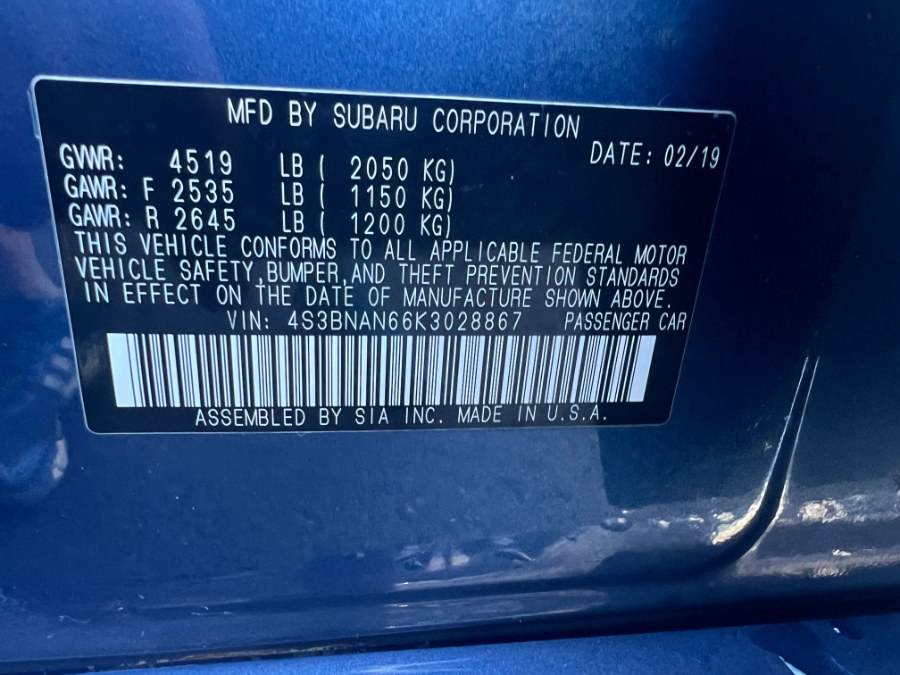 MFD BY SUBARU CORPORATION
GVWR: 4519 LB ( 2050 KG) DATE: 02/19
GAWR: F 2535 LB ( 1150 KG)
GAWR: R 2645 LB ( 1200 KG)
THIS VEHICLE CONFORMS TO ALL APPLICABLE FEDERAL MOTOR
VEHICLE SAFETY,BUMPER,AND THEFT PREVENTION STANDARDS
IN EFFECT ON THE DATE OF MANUFACTURE SHOWN ABOVE.
VIN: 4S3BNAN66K3028867 PASSENGER CAR
ASSEMBLED BY SIA INC. MADE IN U.S.A.